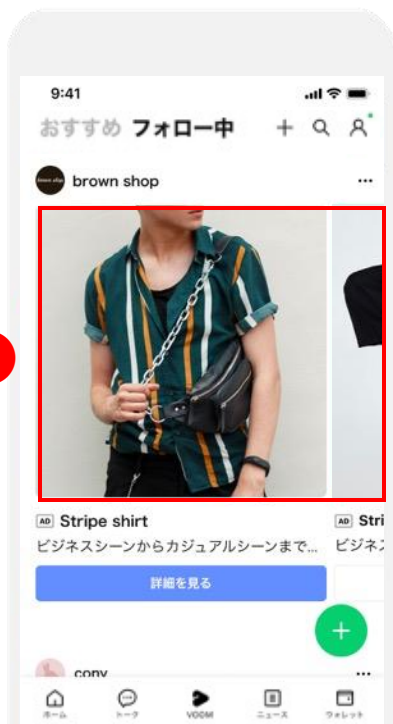 9:41
おすすめ フォロー中
brown shop
AD Stripe shirt
AD Stri
ビジネスシーンからカジュアルシーンまで...
ビジネ
詳細を見る
cony
ホーム トーク VOOM ニュース ウォレット